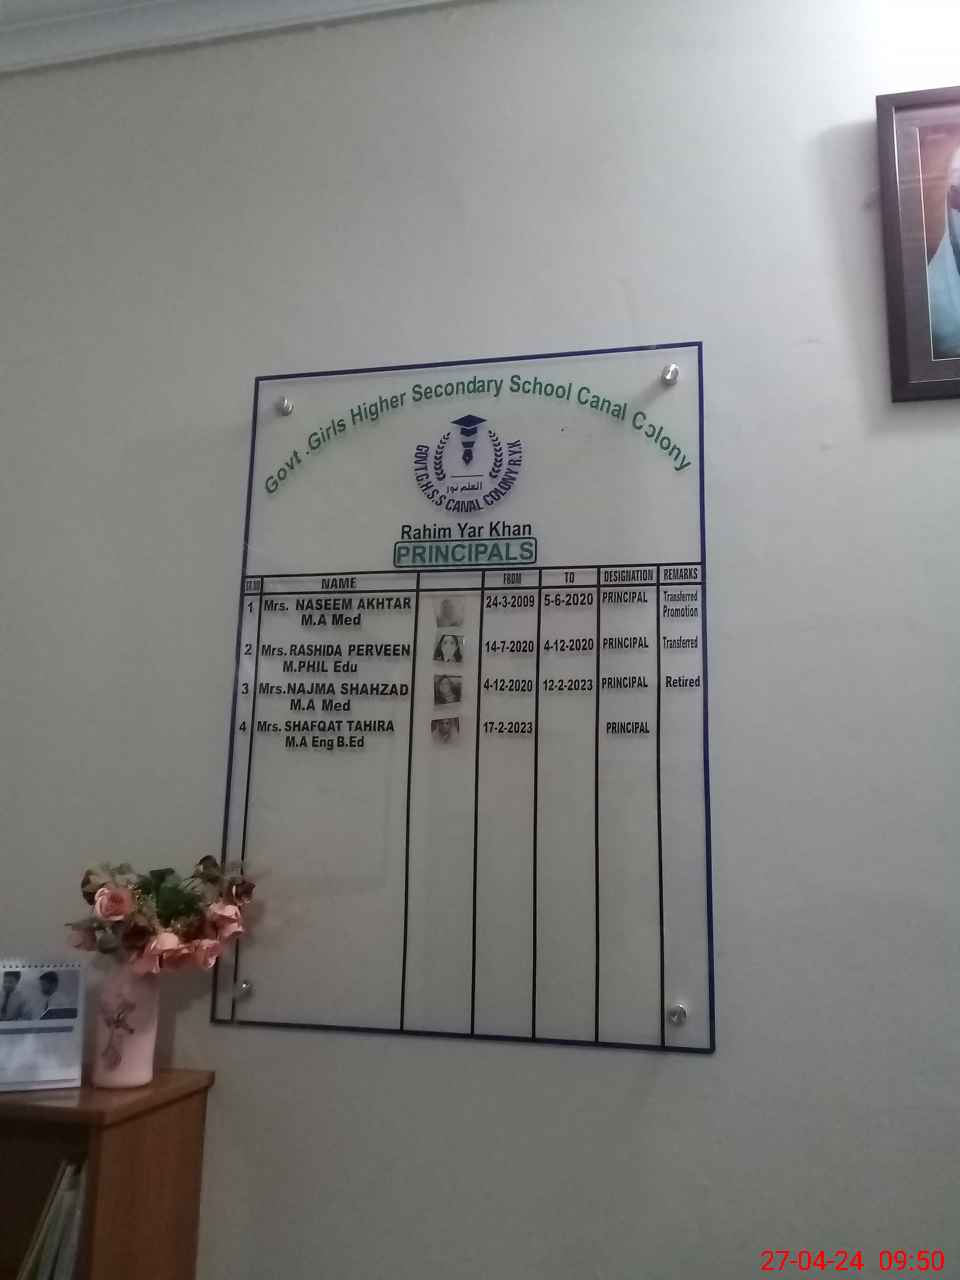 Govt .Girls Higher Secondary School Canal Colony
العلم نور
GOVT.G.H.S.S CANAL COLONY R.Y.K
Rahim Yar Khan
PRINCIPALS
SR.NO NAME FROM TO DESIGNATION REMARKS
1 Mrs. NASEEM AKHTAR 24-3-2009 5-6-2020 PRINCIPAL Transferred
M.A Med Promotion
2 Mrs. RASHIDA PERVEEN 14-7-2020 4-12-2020 PRINCIPAL Transferred
M.PHIL Edu
3 Mrs. NAJMA SHAHZAD 4-12-2020 12-2-2023 PRINCIPAL Retired
M.A Med
4 Mrs. SHAFQAT TAHIRA 17-2-2023 PRINCIPAL
M.A Eng B.Ed
27-04-24 09:50